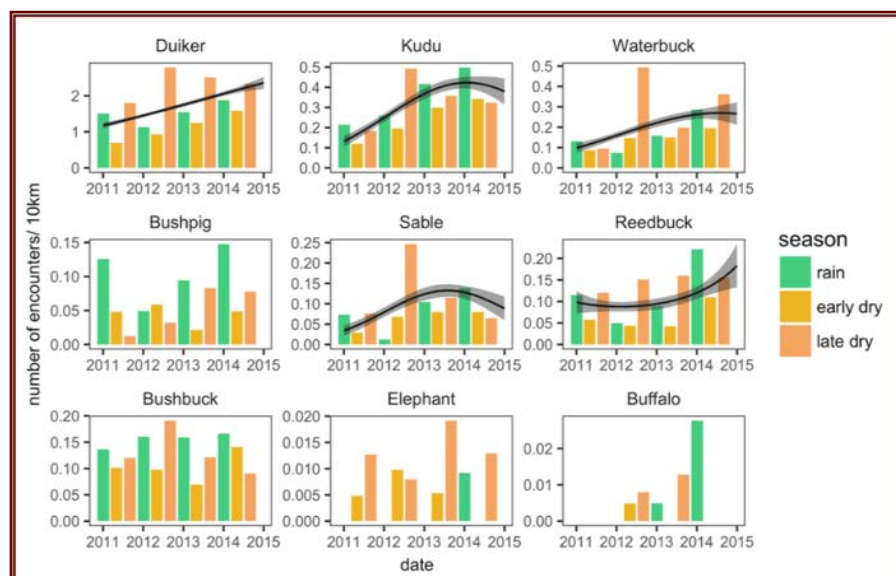 Duiker
Kudu
Waterbuck
2
1
0
0.5
0.4
0.3
0.2
0.1
0.0
0.5
0.4
0.3
0.2
0.1
0.0
2011 2012 2013 2014 2015
2011 2012 2013 2014 2015
2011 2012 2013 2014 2015
number of encounters/ 10km
Bushpig
Sable
Reedbuck
0.15
0.10
0.05
0.00
0.25
0.20
0.15
0.10
0.05
0.00
0.20
0.15
0.10
0.05
0.00
2011 2012 2013 2014 2015
2011 2012 2013 2014 2015
2011 2012 2013 2014 2015
season
rain
early dry
late dry
Bushbuck
Elephant
Buffalo
0.20
0.15
0.10
0.05
0.00
0.020
0.015
0.010
0.005
0.000
0.02
0.01
0.00
2011 2012 2013 2014 2015
2011 2012 2013 2014 2015
2011 2012 2013 2014 2015
date